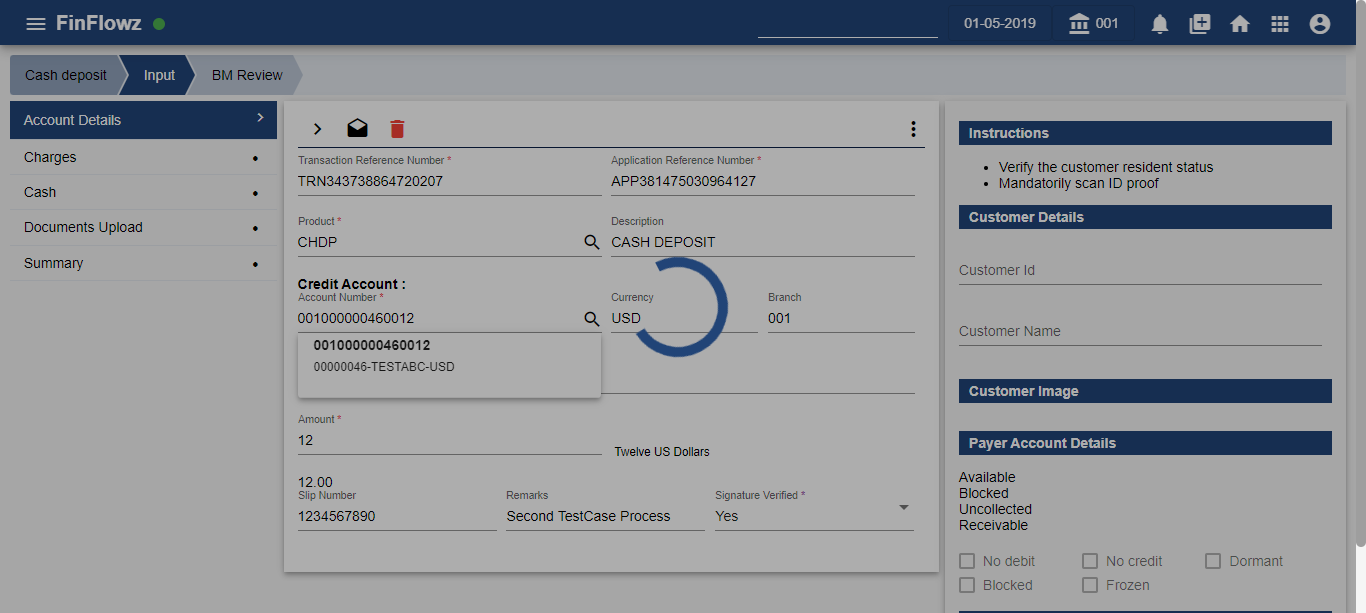 FinFlowz
01-05-2019
001
Cash deposit
Input
BM Review
Account Details
Charges
Cash
Documents Upload
Summary
Transaction Reference Number *
Application Reference Number *
TRN343738864720207
APP381475030964127
Product *
Description
CHDP
CASH DEPOSIT
Credit Account :
Account Number *
Currency
Branch
001000000460012
USD
001
001000000460012
00000046-TESTABC-USD
Amount *
12
Twelve US Dollars
12.00
Slip Number
Remarks
Signature Verified *
1234567890
Second TestCase Process
Yes
Instructions
• Verify the customer resident status
• Mandatorily scan ID proof
Customer Details
Customer Id
Customer Name
Customer Image
Payer Account Details
Available
Blocked
Uncollected
Receivable
No debit
No credit
Dormant
Blocked
Frozen